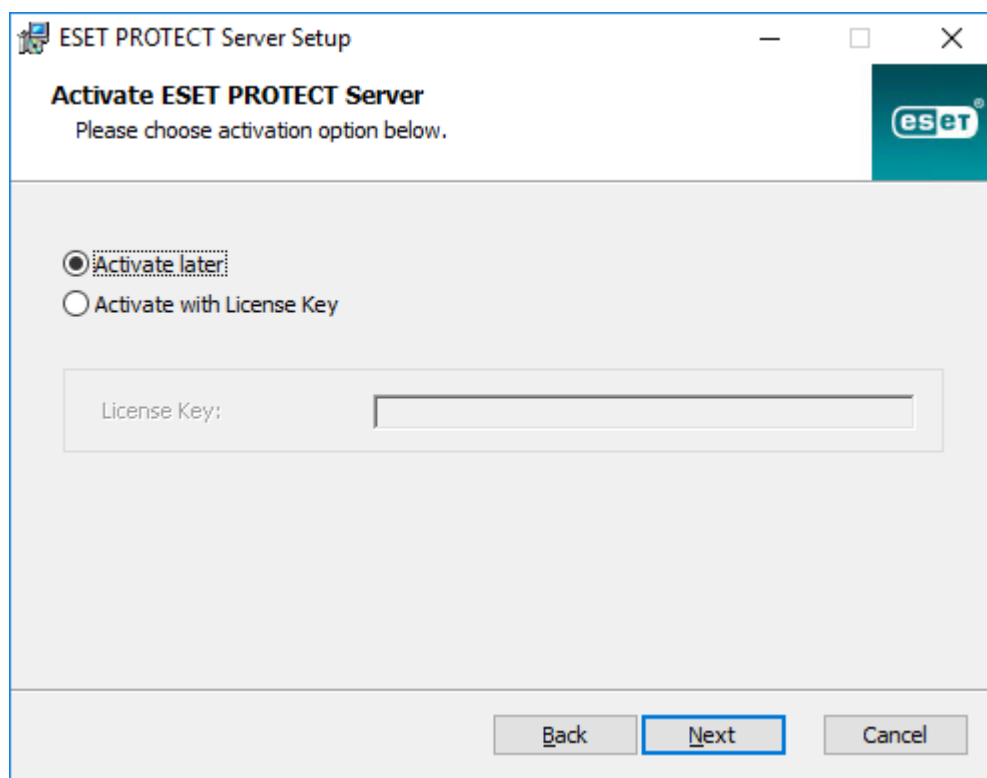 ESET PROTECT Server Setup
Activate ESET PROTECT Server
Please choose activation option below.
eset®
Activate later
Activate with License Key
License Key:
Back
Next
Cancel